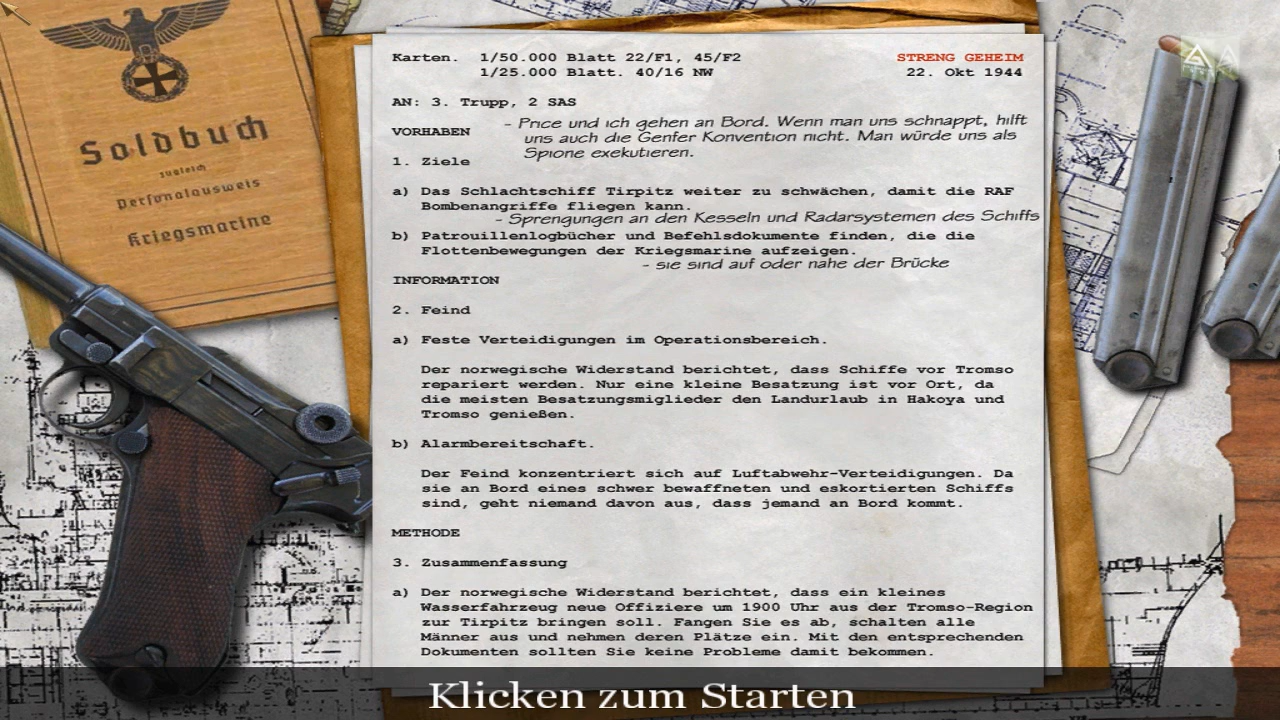 Soldbuch
zugleich
Personalausweis
Kriegsmarine
Karten. 1/50.000 Blatt 22/F1, 45/F2
STRENG GEHEIM
1/25.000 Blatt. 40/16 NW
22. Okt 1944
AN: 3. Trupp, 2 SAS
- Price und ich gehen an Bord. Wenn man uns schnappt, hilft
uns auch die Genfer Konvention nicht. Man würde uns als
Spione exekutieren.
VORHABEN
1. Ziele
a) Das Schlachtschiff Tirpitz weiter zu schwächen, damit die RAF
Bombenangriffe fliegen kann.
- Sprengungen an den Kesseln und Radarsystemen des Schiffs
b) Patrouillenlogbücher und Befehlsdokumente finden, die die
Flottenbewegungen der Kriegsmarine aufzeigen.
- sie sind auf oder nahe der Brücke
INFORMATION
2. Feind
a) Feste Verteidigungen im Operationsbereich.
Der norwegische Widerstand berichtet, dass Schiffe vor Tromso
repariert werden. Nur eine kleine Besatzung ist vor Ort, da
die meisten Besatzungsmiglieder den Landurlaub in Hakoya und
Tromso genießen.
b) Alarmbereitschaft.
Der Feind konzentriert sich auf Luftabwehr-Verteidigungen. Da
sie an Bord eines schwer bewaffneten und eskortierten Schiffs
sind, geht niemand davon aus, dass jemand an Bord kommt.
METHODE
3. Zusammenfassung
a) Der norwegische Widerstand berichtet, dass ein kleines
Wasserfahrzeug neue Offiziere um 1900 Uhr aus der Tromso-Region
zur Tirpitz bringen soll. Fangen Sie es ab, schalten alle
Männer aus und nehmen deren Plätze ein. Mit den entsprechenden
Dokumenten sollten Sie keine Probleme damit bekommen.
Klicken zum Starten